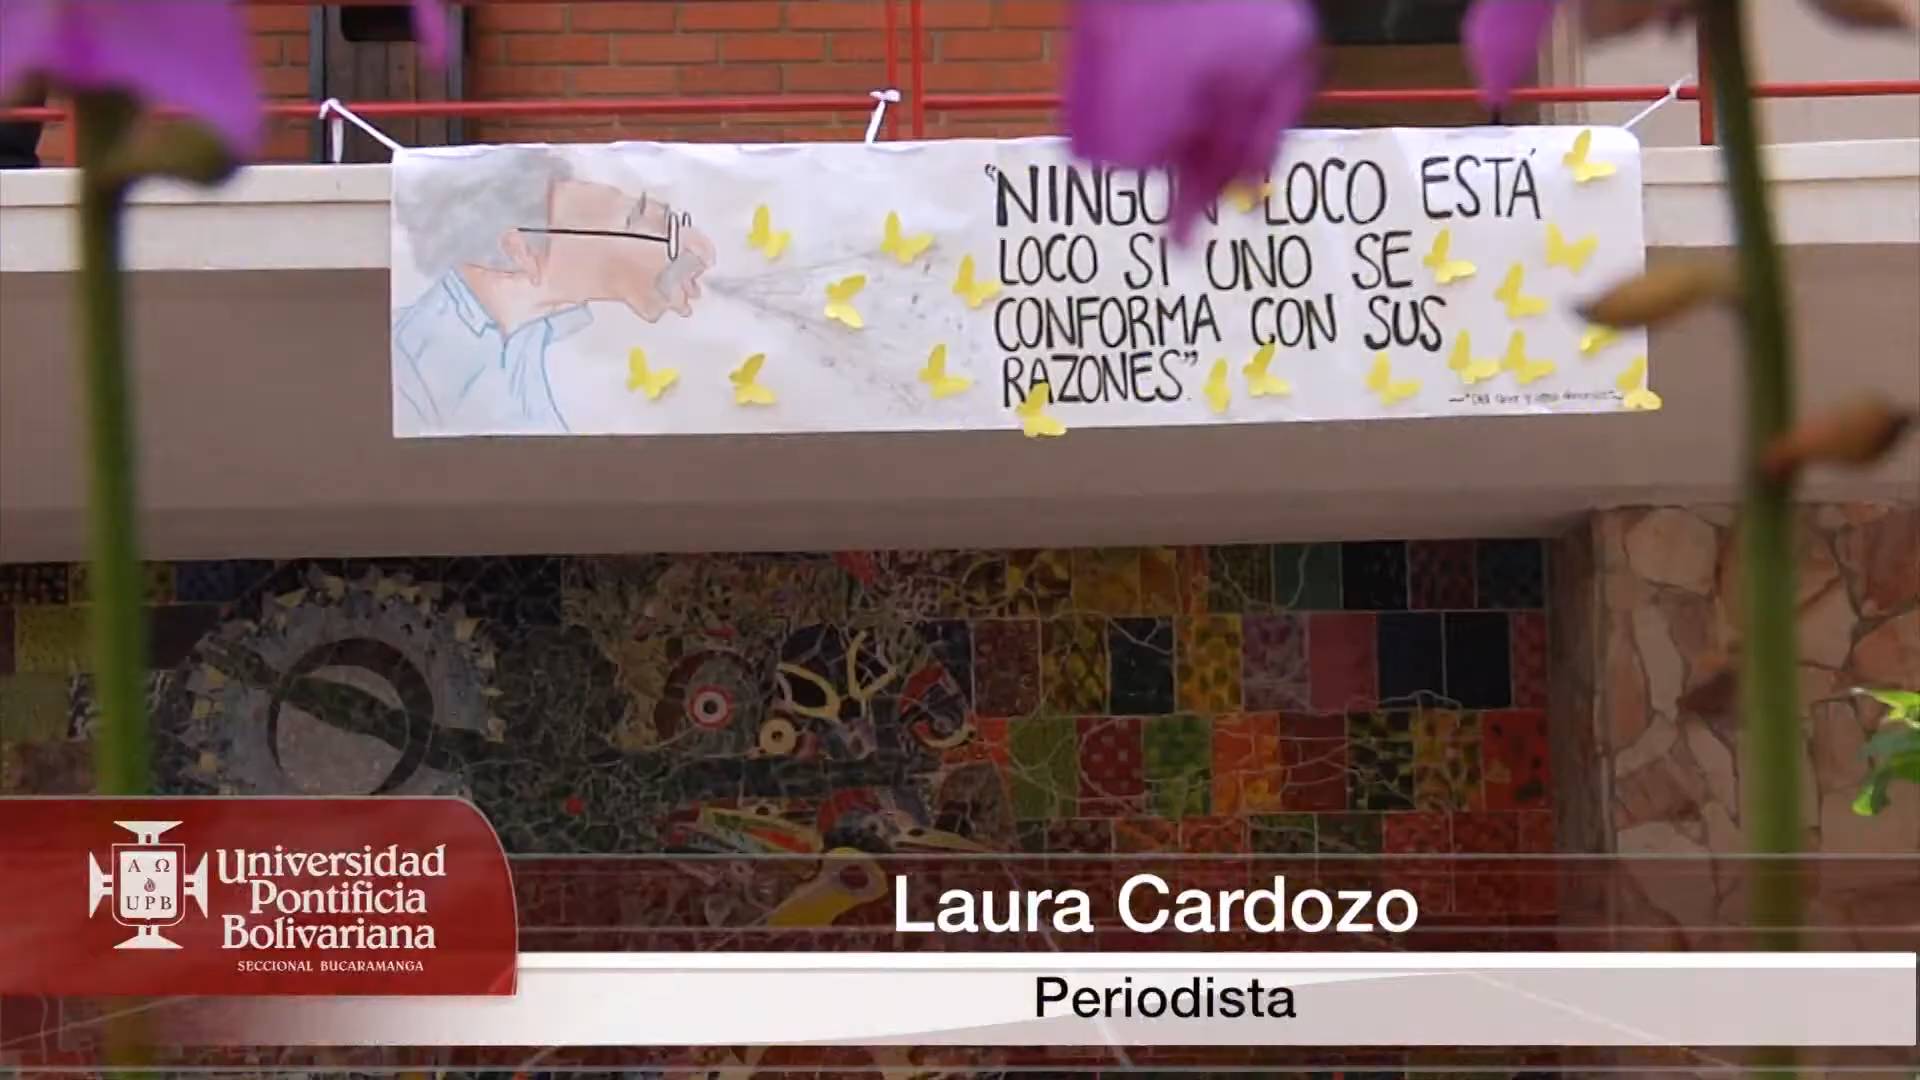 "NINGÚN LOCO ESTÁ
LOCO SI UNO SE
CONFORMA CON SUS
RAZONES".
Α Ω
UPB
Universidad
Pontificia
Bolivariana
SECCIONAL BUCARAMANGA
Laura Cardozo
Periodista